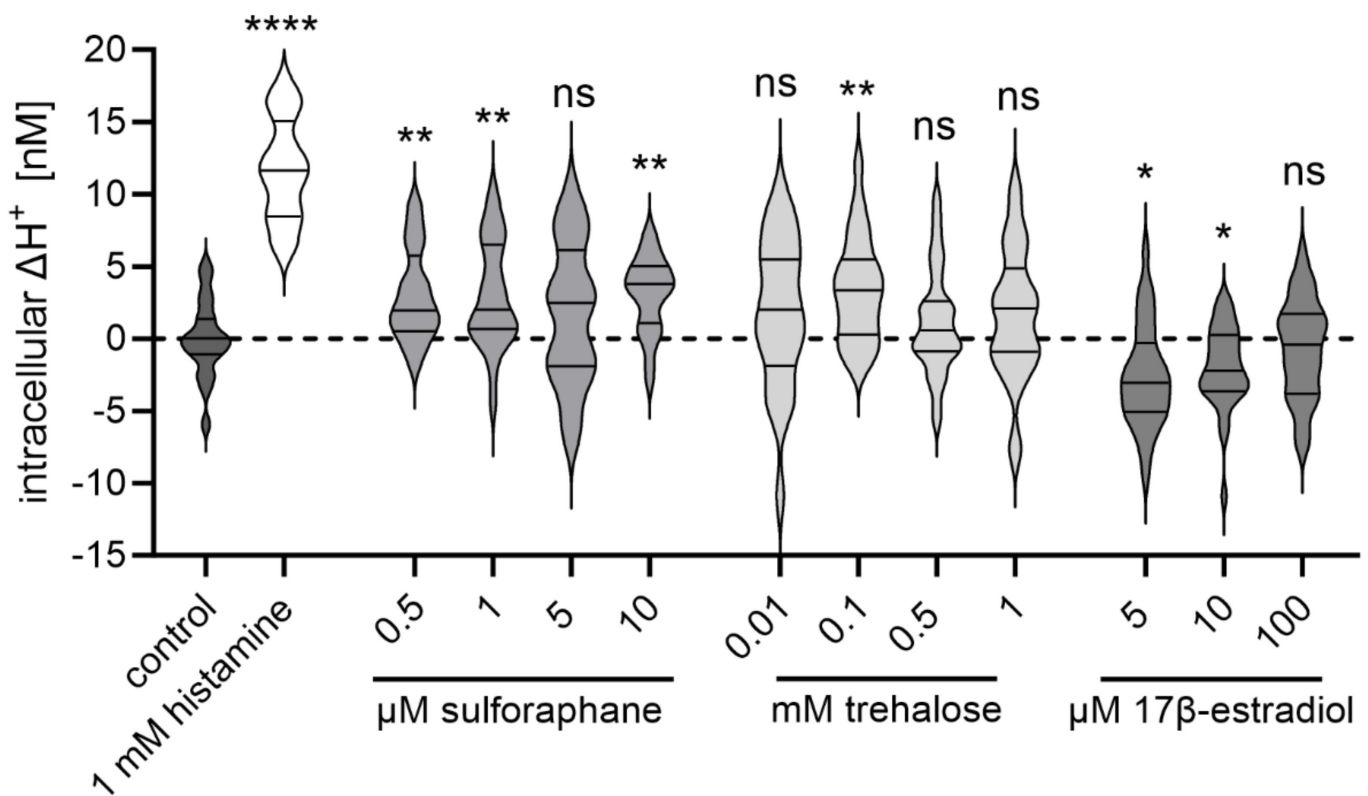 ****
20
15
10
5
0
-5
-10
-15
intracellular ΔH⁺ [nM]
** ** ns **
ns ** ns ns
* * ns
control
1 mM histamine
0.5 1 5 10
0.01 0.1 0.5 1
5 10 100
µM sulforaphane
mM trehalose
µM 17β-estradiol